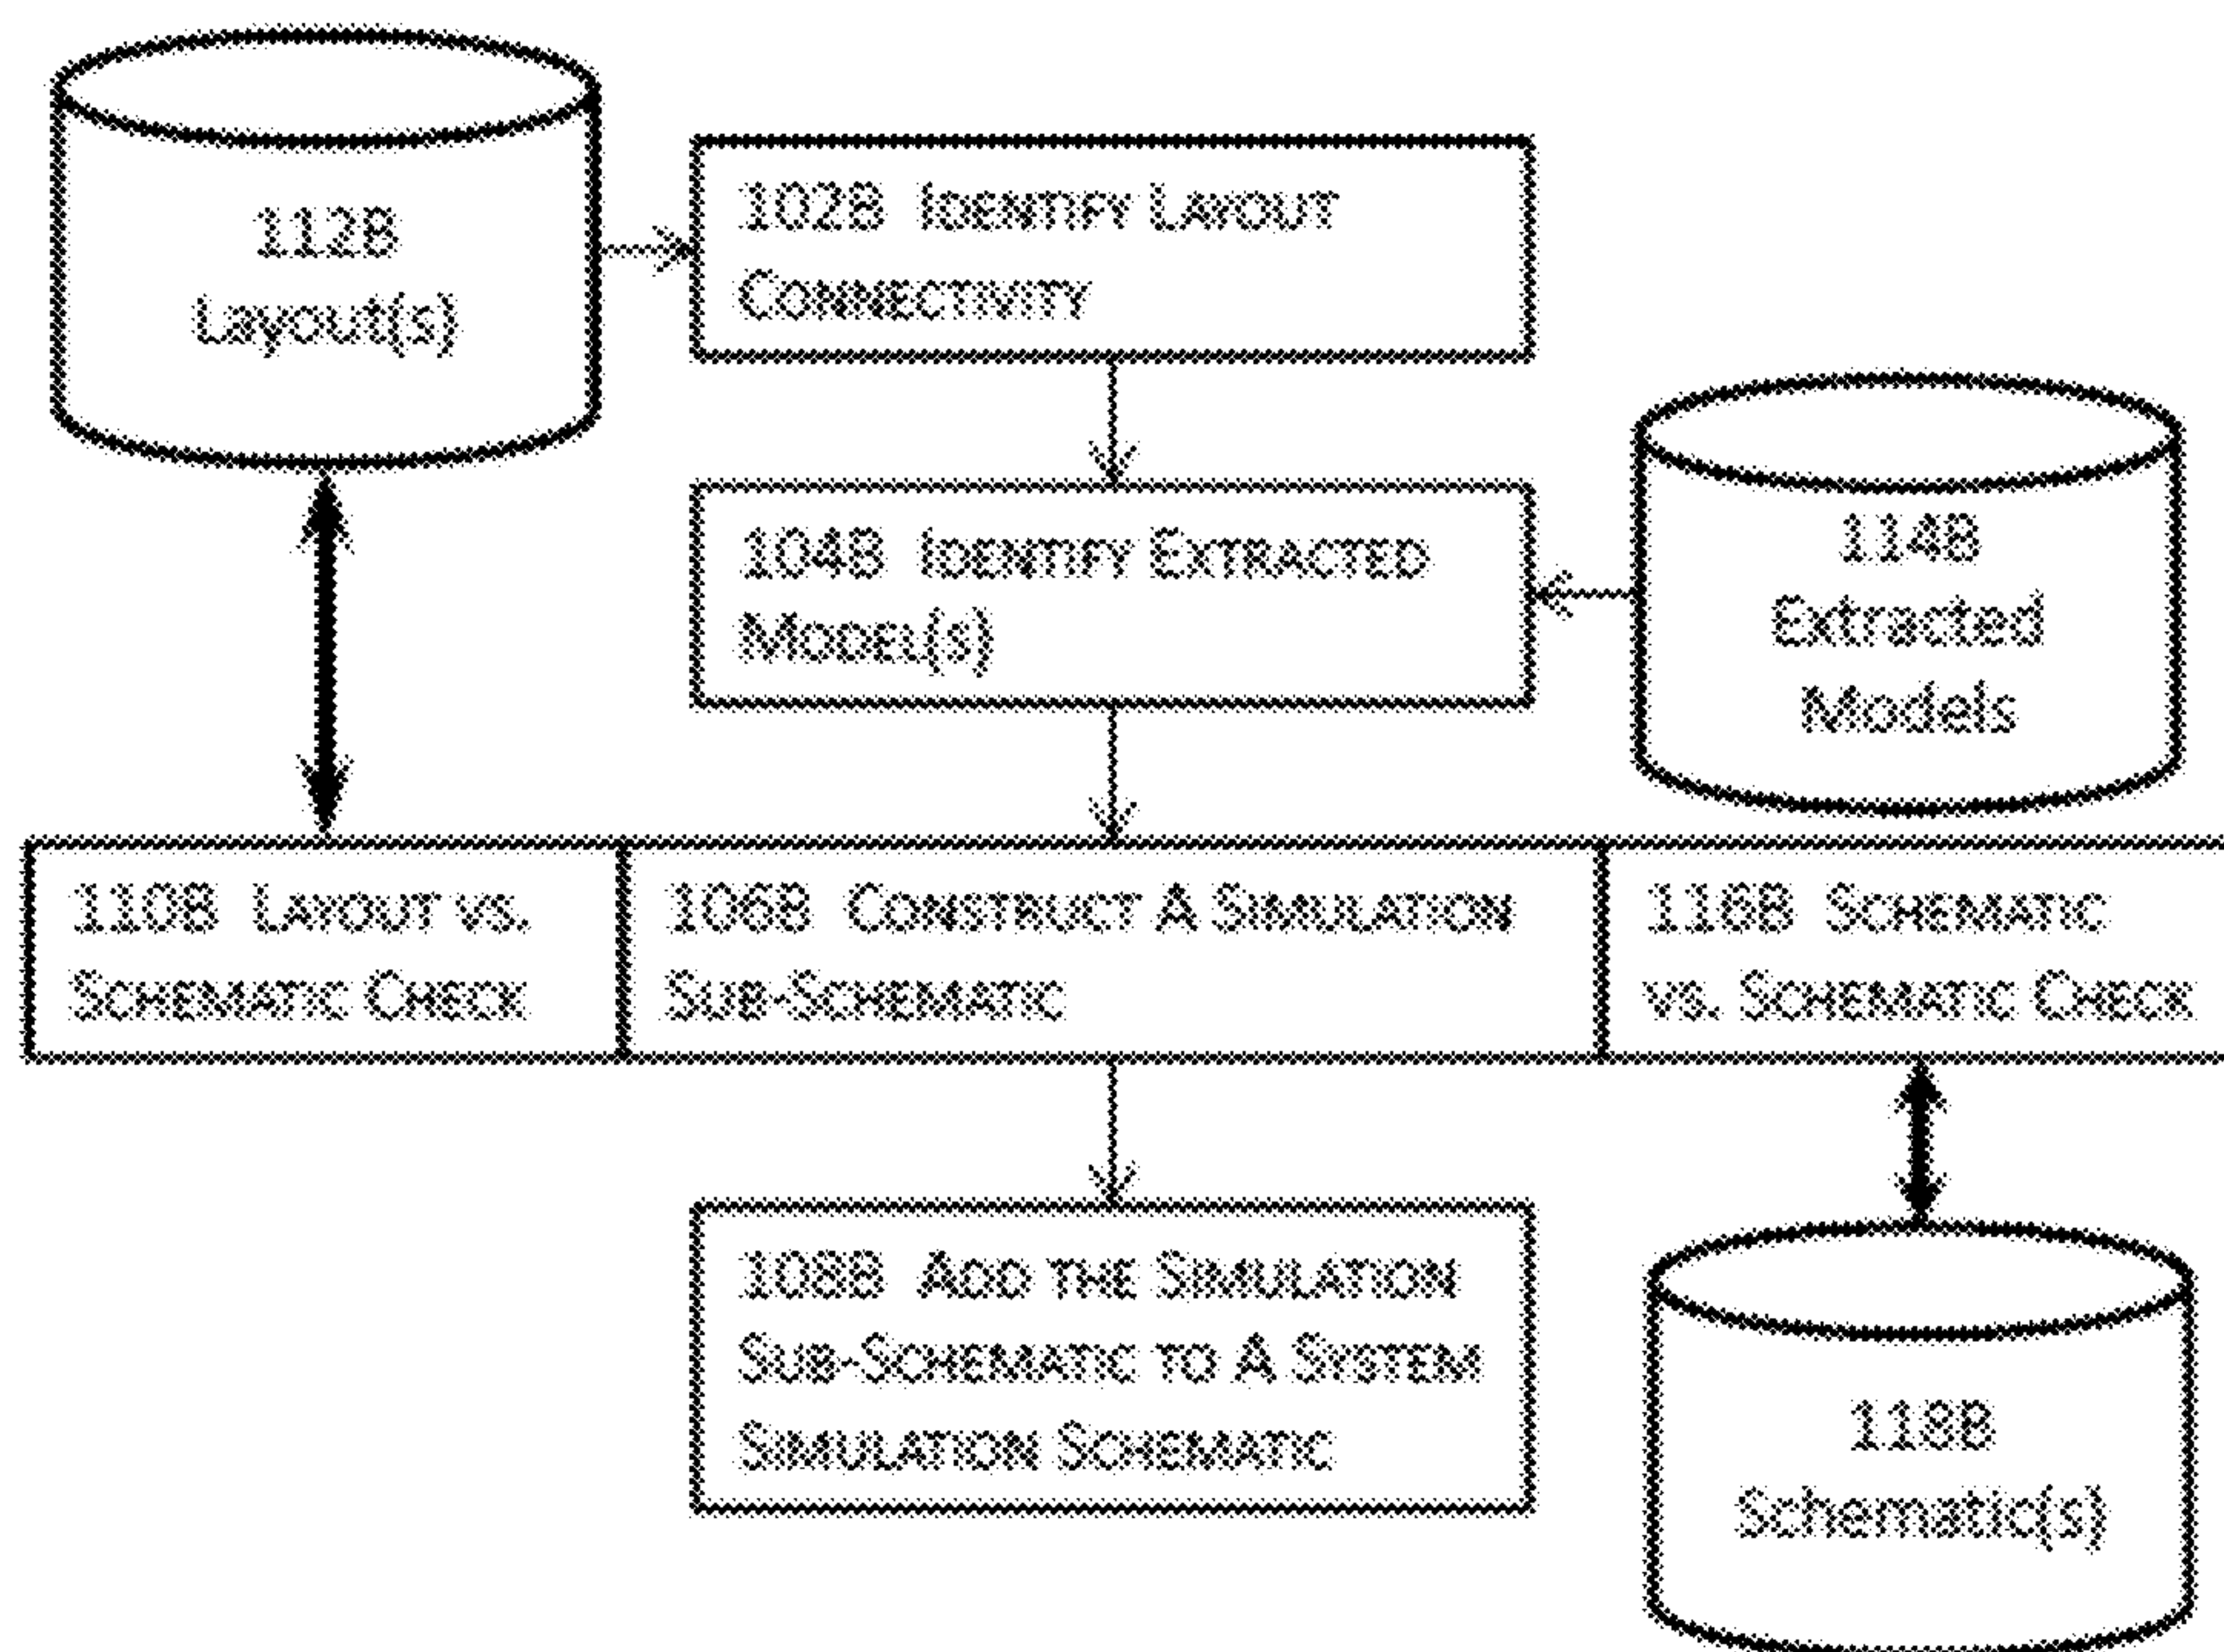 112B
Layout(s)
102B IDENTIFY LAYOUT
CONNECTIVITY
104B IDENTIFY EXTRACTED
MODEL(S)
114B
Extracted
Models
110B LAYOUT VS.
SCHEMATIC CHECK
106B CONSTRUCT A SIMULATION
SUB-SCHEMATIC
116B SCHEMATIC
VS. SCHEMATIC CHECK
108B ADD THE SIMULATION
SUB-SCHEMATIC TO A SYSTEM
SIMULATION SCHEMATIC
118B
Schematic(s)